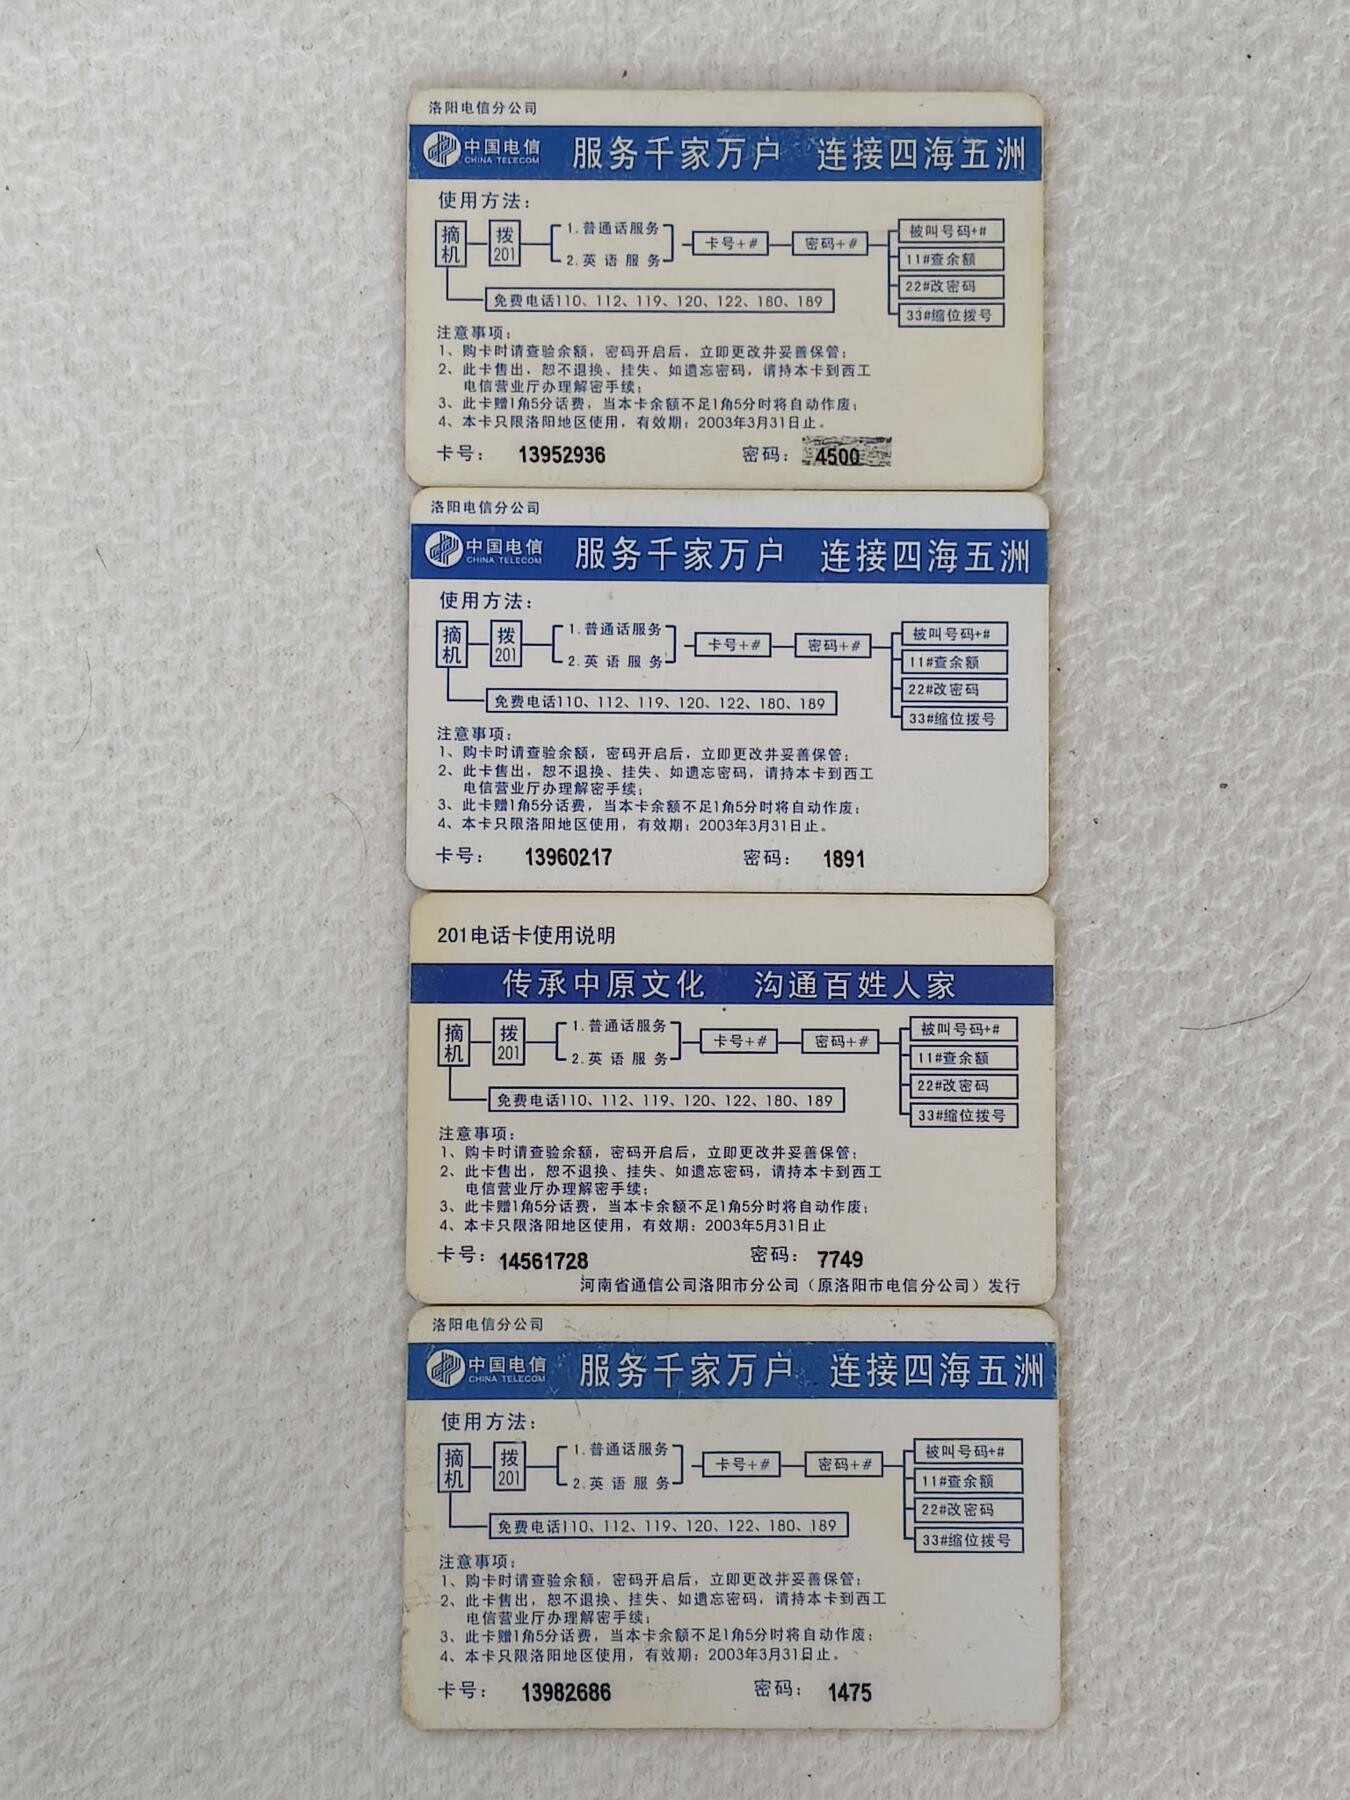 洛阳电信分公司
中国电信
CHINA TELECOM
服务千家万户 连接四海五洲
使用方法:
摘机
拨201
1.普通话服务
2.英语服务
卡号+#
密码+#
被叫号码+#
11#查余额
22#改密码
33#缩位拨号
免费电话110、112、119、120、122、180、189
注意事项:
1、购卡时请查验余额,密码开启后,立即更改并妥善保管;
2、此卡售出,恕不退换、挂失、如遗忘密码,请持本卡到西工
电信营业厅办理解密手续;
3、此卡赠1角5分话费,当本卡余额不足1角5分时将自动作废;
4、本卡只限洛阳地区使用,有效期:2003年3月31日止。
卡号: 13952936 密码: 4500
洛阳电信分公司
中国电信
CHINA TELECOM
服务千家万户 连接四海五洲
使用方法:
摘机
拨201
1.普通话服务
2.英语服务
卡号+#
密码+#
被叫号码+#
11#查余额
22#改密码
33#缩位拨号
免费电话110、112、119、120、122、180、189
注意事项:
1、购卡时请查验余额,密码开启后,立即更改并妥善保管;
2、此卡售出,恕不退换、挂失、如遗忘密码,请持本卡到西工
电信营业厅办理解密手续;
3、此卡赠1角5分话费,当本卡余额不足1角5分时将自动作废;
4、本卡只限洛阳地区使用,有效期:2003年3月31日止。
卡号: 13960217 密码: 1891
201电话卡使用说明
传承中原文化 沟通百姓人家
摘机
拨201
1.普通话服务
2.英语服务
卡号+#
密码+#
被叫号码+#
11#查余额
22#改密码
33#缩位拨号
免费电话110、112、119、120、122、180、189
注意事项:
1、购卡时请查验余额,密码开启后,立即更改并妥善保管;
2、此卡售出,恕不退换、挂失、如遗忘密码,请持本卡到西工
电信营业厅办理解密手续;
3、此卡赠1角5分话费,当本卡余额不足1角5分时将自动作废;
4、本卡只限洛阳地区使用,有效期:2003年5月31日止
卡号: 14561728 密码: 7749
河南省通信公司洛阳市分公司(原洛阳市电信分公司)发行
洛阳电信分公司
中国电信
CHINA TELECOM
服务千家万户 连接四海五洲
使用方法:
摘机
拨201
1.普通话服务
2.英语服务
卡号+#
密码+#
被叫号码+#
11#查余额
22#改密码
33#缩位拨号
免费电话110、112、119、120、122、180、189
注意事项:
1、购卡时请查验余额,密码开启后,立即更改并妥善保管;
2、此卡售出,恕不退换、挂失、如遗忘密码,请持本卡到西工
电信营业厅办理解密手续;
3、此卡赠1角5分话费,当本卡余额不足1角5分时将自动作废;
4、本卡只限洛阳地区使用,有效期:2003年3月31日止。
卡号: 13982686 密码: 1475